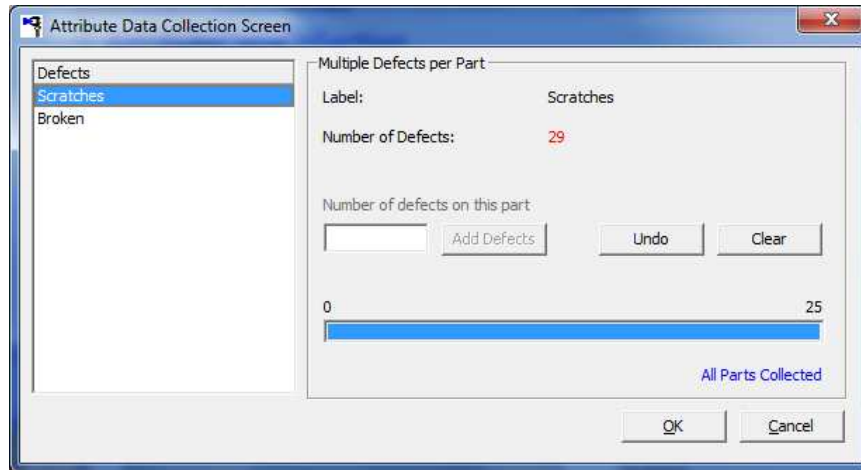 Attribute Data Collection Screen
Defects
Scratches
Broken
Multiple Defects per Part
Label: Scratches
Number of Defects: 29
Number of defects on this part
Add Defects Undo Clear
0 25
All Parts Collected
OK Cancel